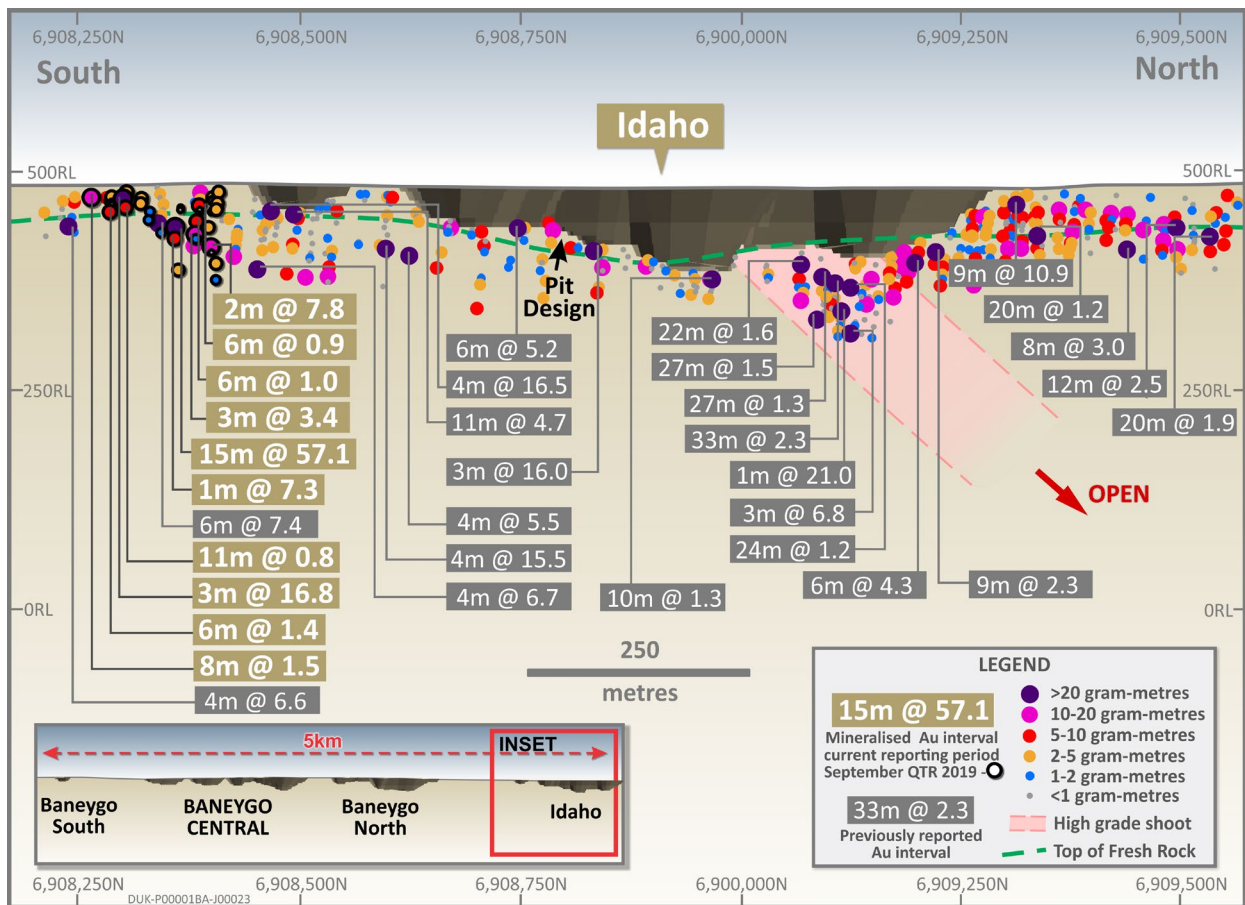 6,908,250N 6,908,500N 6,908,750N 6,900,000N 6,909,250N 6,909,500N
South North
Idaho
500RL 500RL
Pit
Design
2m @ 7.8
6m @ 0.9
6m @ 1.0
3m @ 3.4
15m @ 57.1
1m @ 7.3
6m @ 7.4
11m @ 0.8
3m @ 16.8
6m @ 1.4
8m @ 1.5
4m @ 6.6
6m @ 5.2
4m @ 16.5
11m @ 4.7
3m @ 16.0
4m @ 5.5
4m @ 15.5
4m @ 6.7
10m @ 1.3
22m @ 1.6
27m @ 1.5
27m @ 1.3
33m @ 2.3
1m @ 21.0
3m @ 6.8
24m @ 1.2
6m @ 4.3
9m @ 2.3
9m @ 10.9
20m @ 1.2
8m @ 3.0
12m @ 2.5
20m @ 1.9
250RL 250RL
OPEN
0RL 0RL
250
metres
LEGEND
15m @ 57.1
Mineralised Au interval
current reporting period
September QTR 2019 -
33m @ 2.3
Previously reported
Au interval
>20 gram-metres
10-20 gram-metres
5-10 gram-metres
2-5 gram-metres
1-2 gram-metres
<1 gram-metres
High grade shoot
Top of Fresh Rock
5km
INSET
Baneygo
South
BANEYGO
CENTRAL
Baneygo
North
Idaho
6,908,250N 6,908,500N 6,908,750N 6,900,000N 6,909,250N 6,909,500N
DUK-P00001BA-J00023